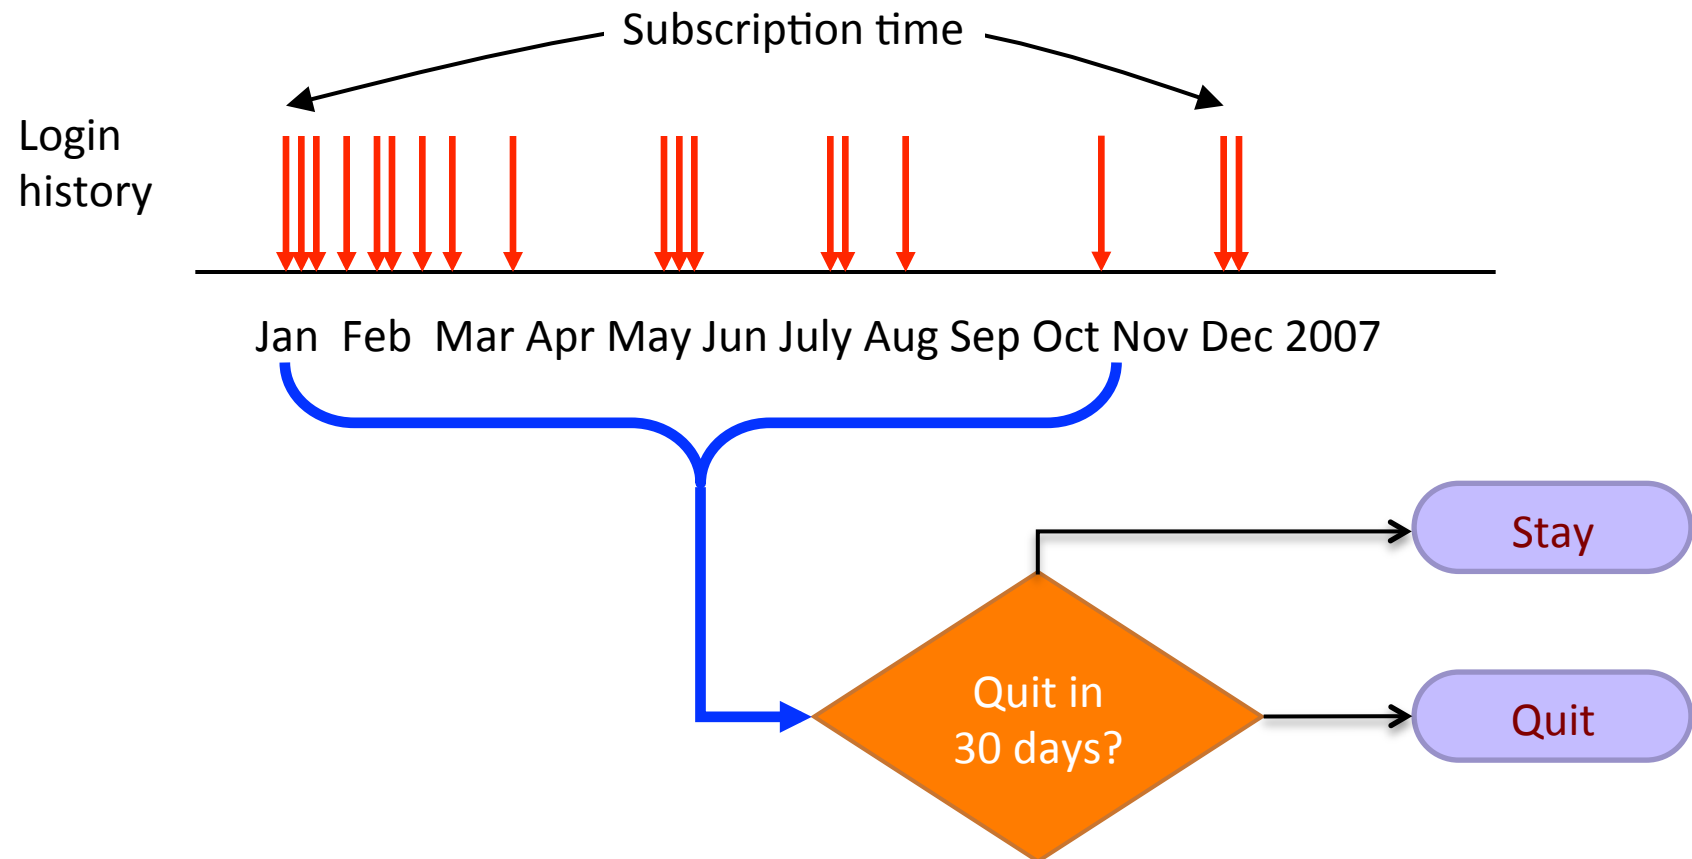 Subscription time
Login
history
Jan Feb Mar Apr May Jun July Aug Sep Oct Nov Dec 2007
Stay
Quit in
30 days?
Quit